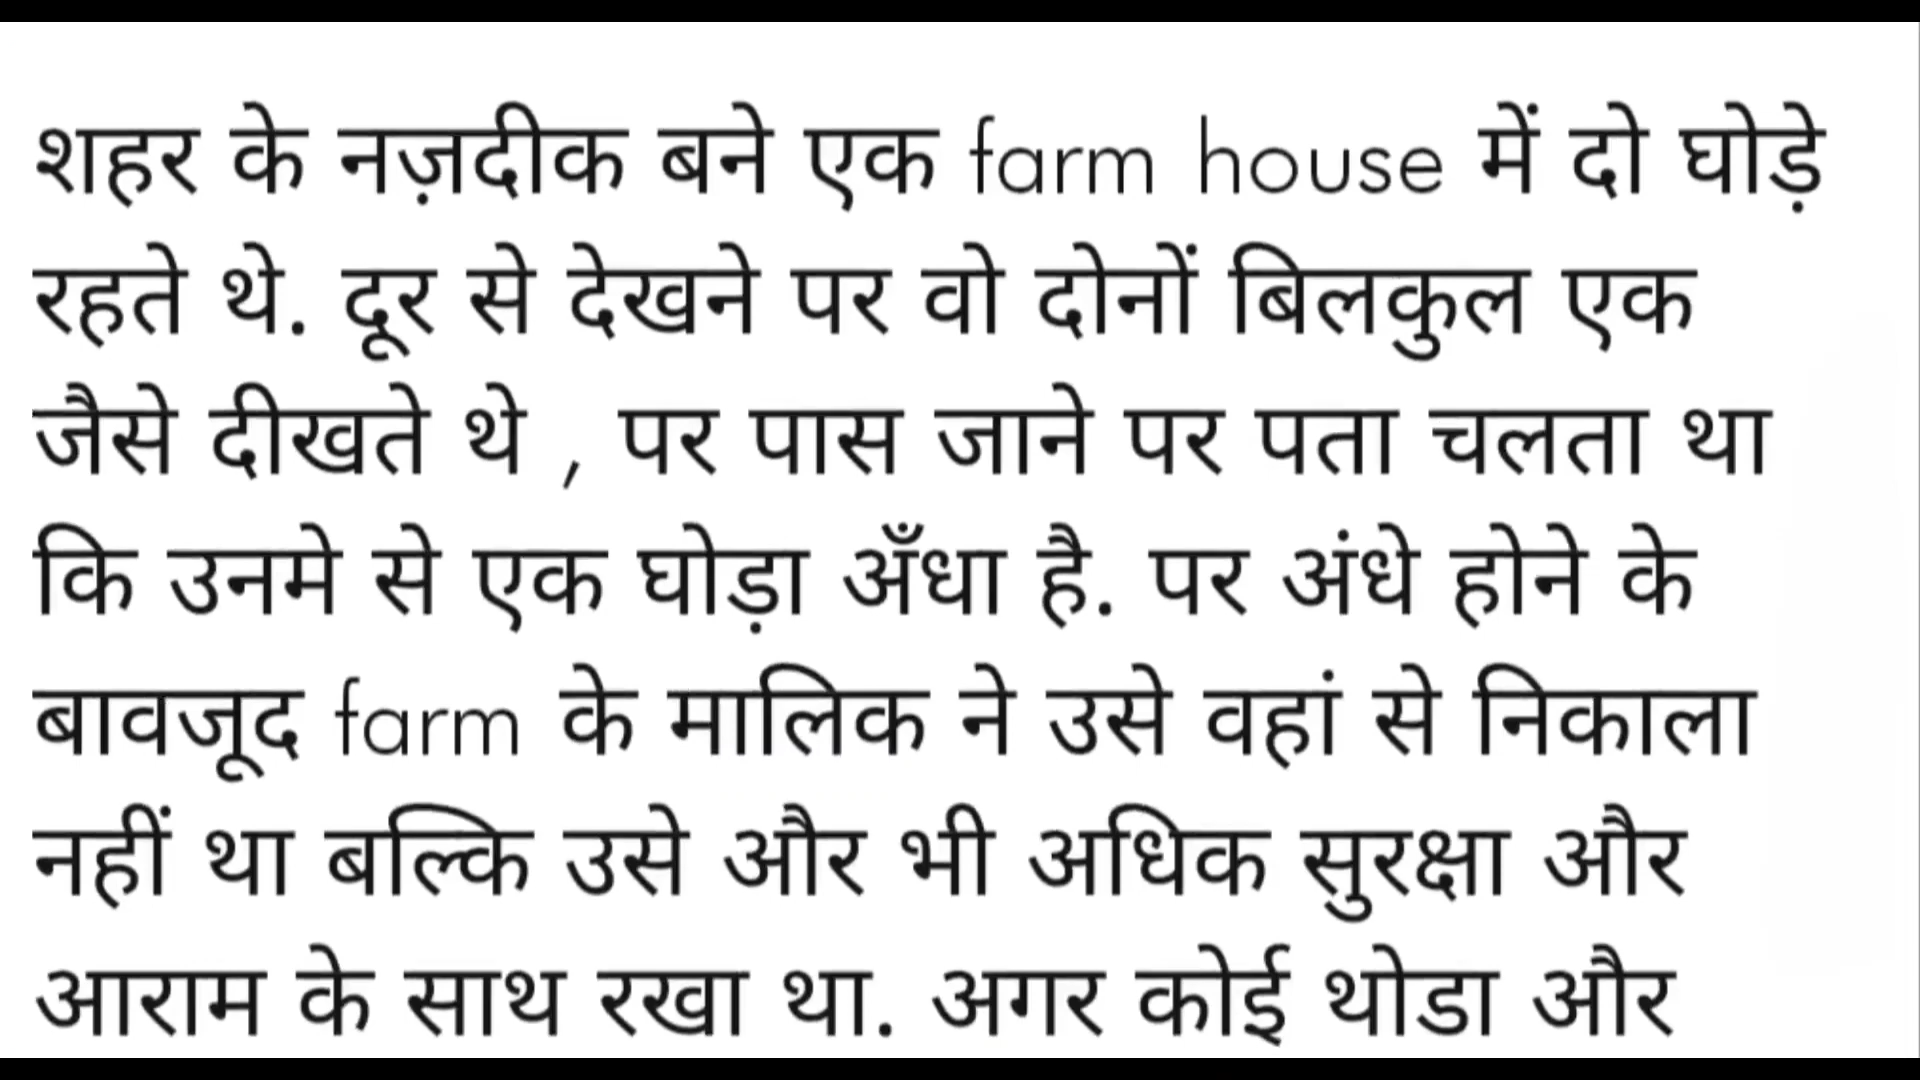 शहर के नज़दीक बने एक farm house में दो घोड़े
रहते थे. दूर से देखने पर वो दोनों बिलकुल एक
जैसे दीखते थे , पर पास जाने पर पता चलता था
कि उनमे से एक घोड़ा अँधा है. पर अंधे होने के
बावजूद farm के मालिक ने उसे वहां से निकाला
नहीं था बल्कि उसे और भी अधिक सुरक्षा और
आराम के साथ रखा था. अगर कोई थोडा और